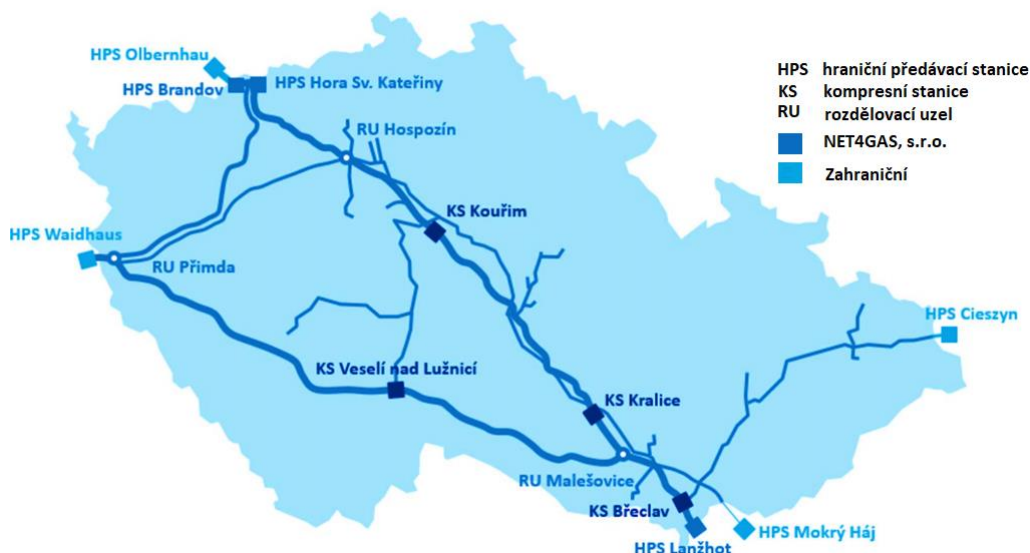 HPS Olbernhau
HPS Brandov
HPS Hora Sv. Kateřiny
RU Hospozín
KS Kouřim
HPS Waidhaus
RU Přimda
KS Veselí nad Lužnicí
KS Kralice
HPS Cieszyn
RU Malešovice
KS Břeclav
HPS Mokrý Háj
HPS Lanžhot
HPS hraniční předávací stanice
KS kompresní stanice
RU rozdělovací uzel
NET4GAS, s.r.o.
Zahraniční